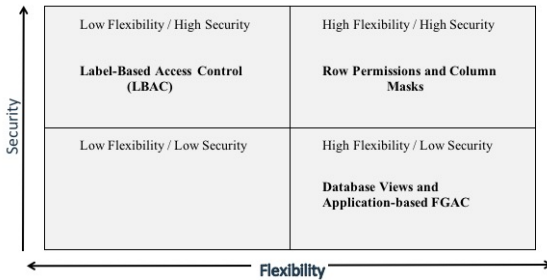 Low Flexibility / High Security
High Flexibility / High Security
Label-Based Access Control
(LBAC)
Row Permissions and Column
Masks
Low Flexibility / Low Security
High Flexibility / Low Security
Database Views and
Application-based FGAC
Security
Flexibility